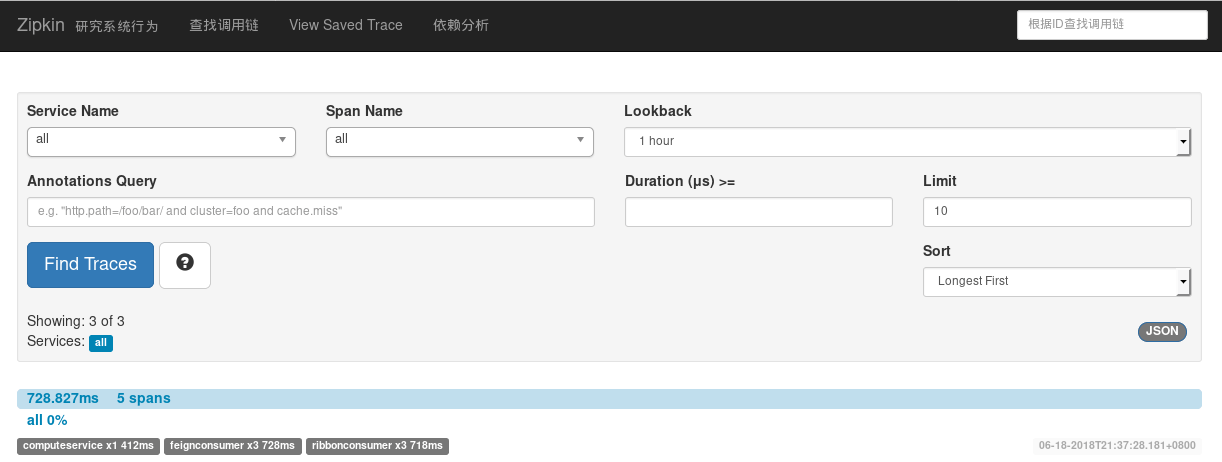 Zipkin 研究系统行为 查找调用链 View Saved Trace 依赖分析 根据ID查找调用链
Service Name Span Name Lookback
all all 1 hour
Annotations Query Duration (μs) >= Limit
e.g. "http.path=/foo/bar/ and cluster=foo and cache.miss" 10
Find Traces ?
Sort
Longest First
Showing: 3 of 3
Services: all
JSON
728.827ms 5 spans
all 0%
computeservice x1 412ms feignconsumer x3 728ms ribbonconsumer x3 718ms 06-18-2018T21:37:28.181+0800